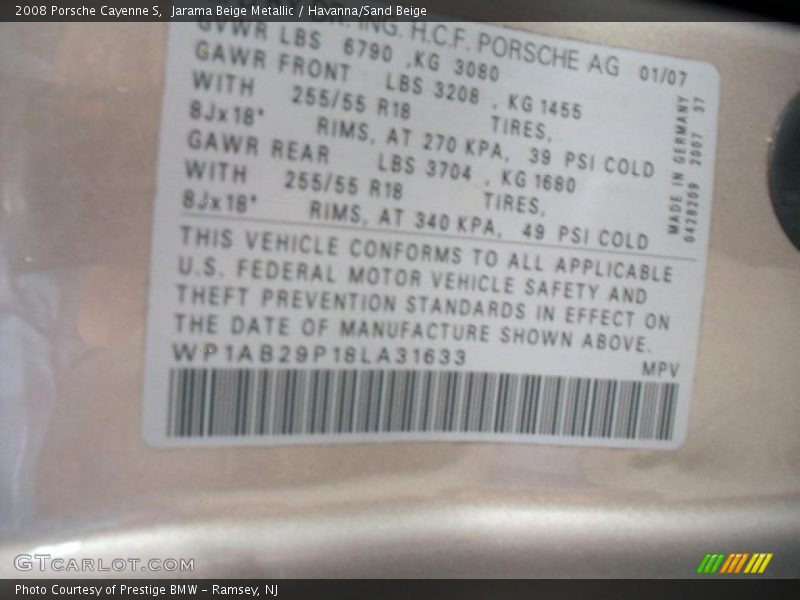 2008 Porsche Cayenne S,  Jarama Beige Metallic / Havanna/Sand Beige
ING. H.C.F. PORSCHE AG 01/07
GVWR LBS 6790 ,KG 3080
GAWR FRONT LBS 3208 , KG 1455
WITH 255/55 R18 TIRES,
8Jx18" RIMS, AT 270 KPA, 39 PSI COLD
GAWR REAR LBS 3704 , KG 1680
WITH 255/55 R18 TIRES,
8Jx18" RIMS, AT 340 KPA, 49 PSI COLD
MADE IN GERMANY
0428209 2007 37
THIS VEHICLE CONFORMS TO ALL APPLICABLE
U.S. FEDERAL MOTOR VEHICLE SAFETY AND
THEFT PREVENTION STANDARDS IN EFFECT ON
THE DATE OF MANUFACTURE SHOWN ABOVE.
WP1AB29P18LA31633
MPV
GTCARLOT.COM
Photo Courtesy of Prestige BMW - Ramsey, NJ